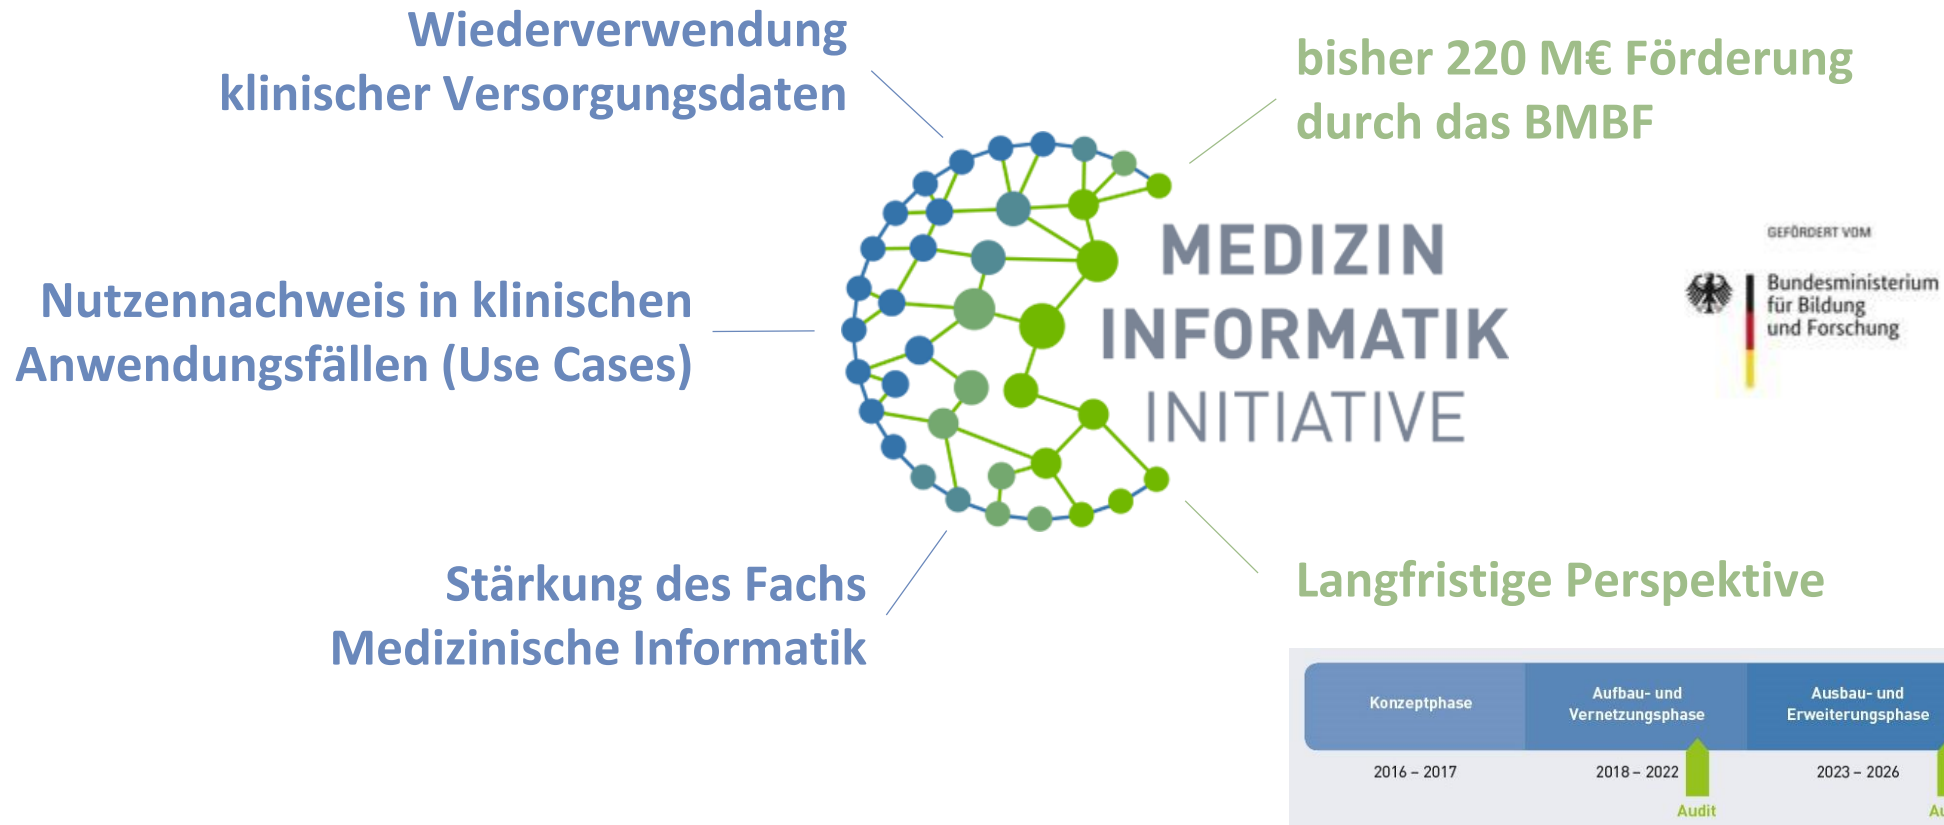 Wiederverwendung
klinischer Versorgungsdaten
bisher 220 M€ Förderung
durch das BMBF
MEDIZIN
INFORMATIK
INITIATIVE
GEFÖRDERT VOM
Bundesministerium
für Bildung
und Forschung
Nutzennachweis in klinischen
Anwendungsfällen (Use Cases)
Stärkung des Fachs
Medizinische Informatik
Langfristige Perspektive
Konzeptphase
Aufbau- und
Vernetzungsphase
Ausbau- und
Erweiterungsphase
2016 – 2017
2018 – 2022
2023 – 2026
Audit